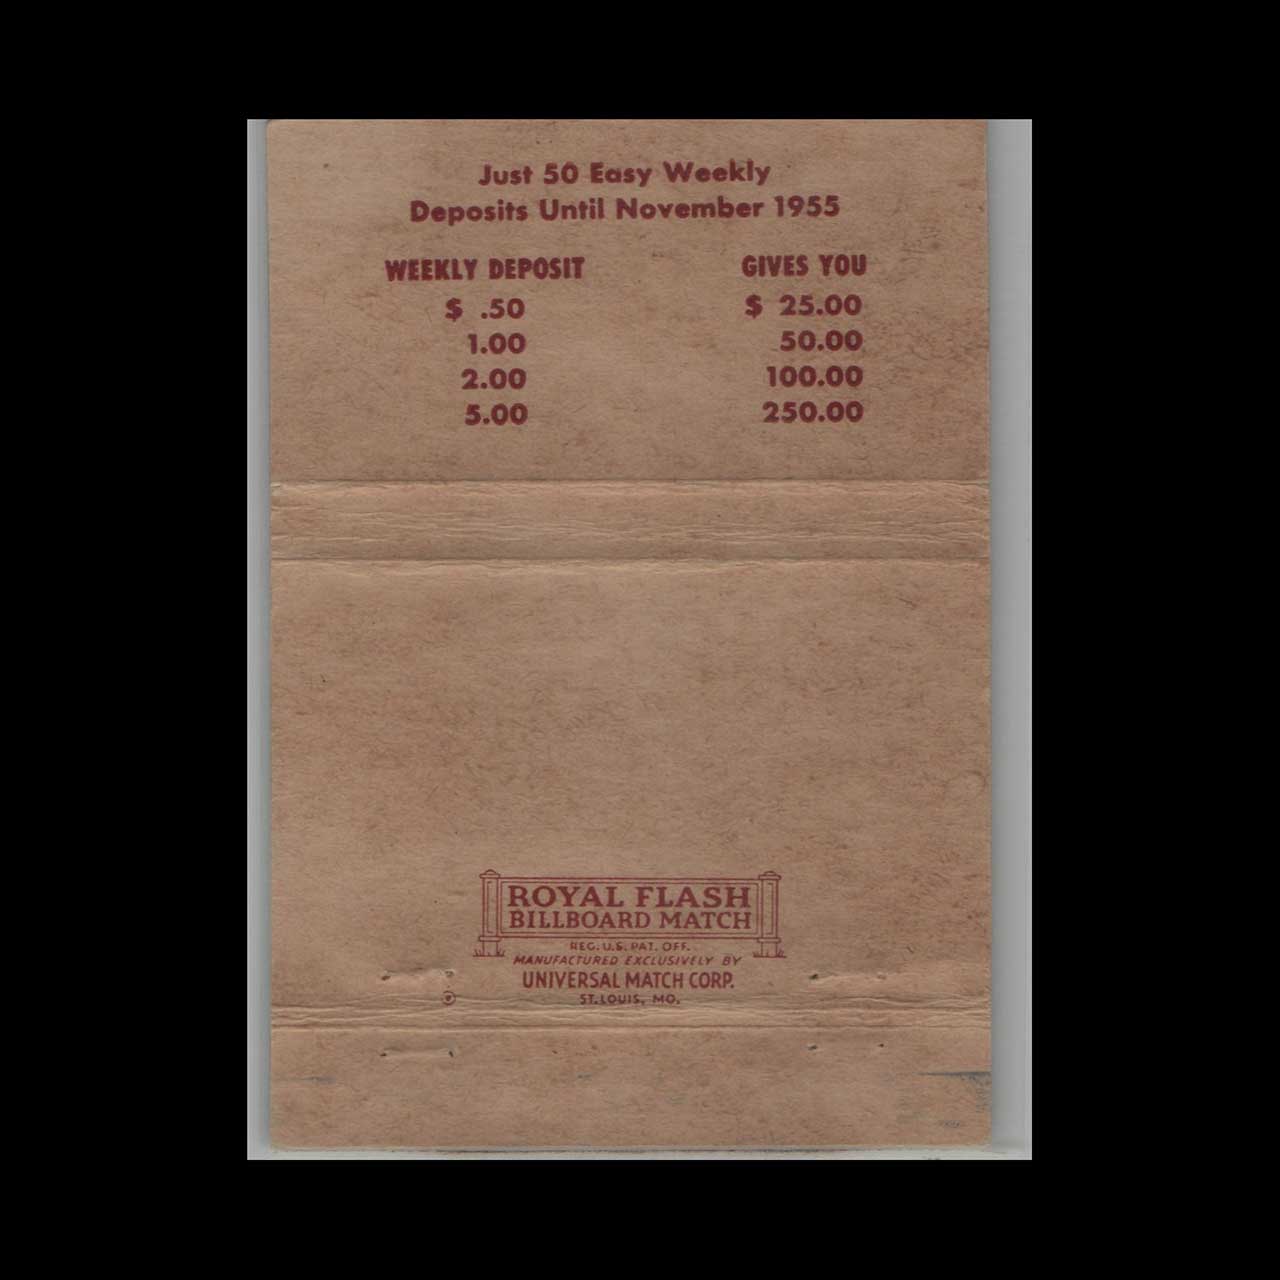 Just 50 Easy Weekly
Deposits Until November 1955
WEEKLY DEPOSIT GIVES YOU
$ .50 $ 25.00
1.00 50.00
2.00 100.00
5.00 250.00
ROYAL FLASH
BILLBOARD MATCH
REG. U.S. PAT. OFF.
MANUFACTURED EXCLUSIVELY BY
UNIVERSAL MATCH CORP.
ST. LOUIS, MO.